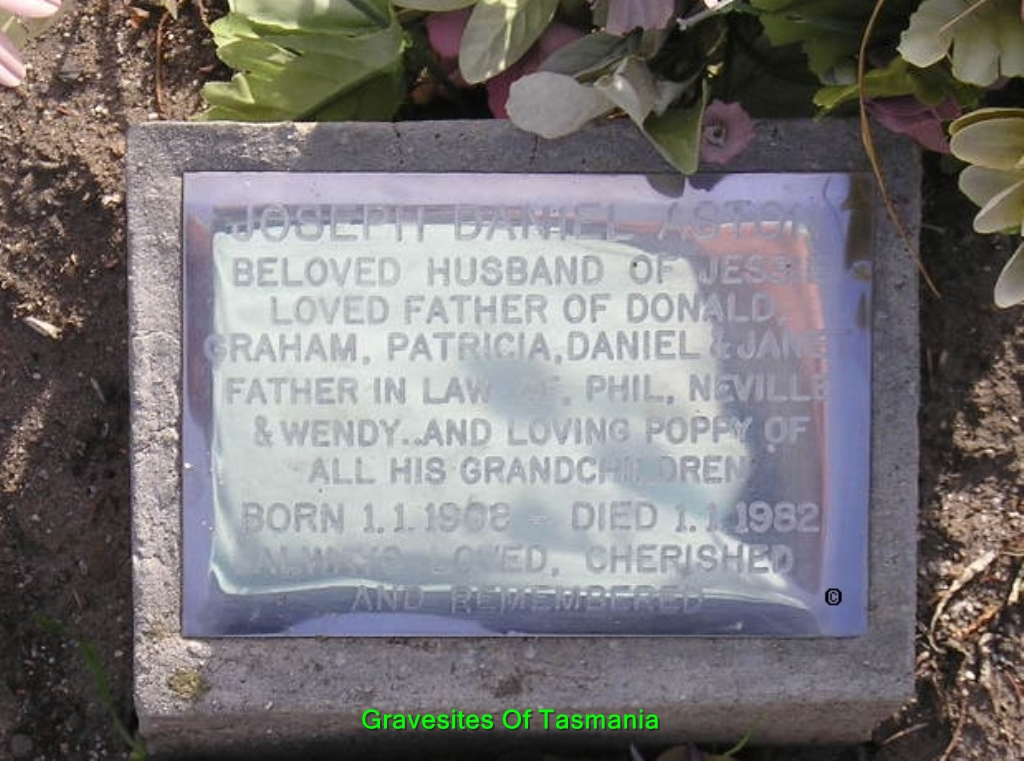 JOSEPH DANIEL ASTON
BELOVED HUSBAND OF JESSIE
LOVED FATHER OF DONALD,
GRAHAM, PATRICIA, DANIEL & JANET
FATHER IN LAW OF, PHIL, NEVILLE
& WENDY..AND LOVING POPPY OF
ALL HIS GRANDCHILDREN
BORN 1.1.1908 - DIED 1.1.1982
ALWAYS LOVED, CHERISHED
AND REMEMBERED
©
Gravesites Of Tasmania